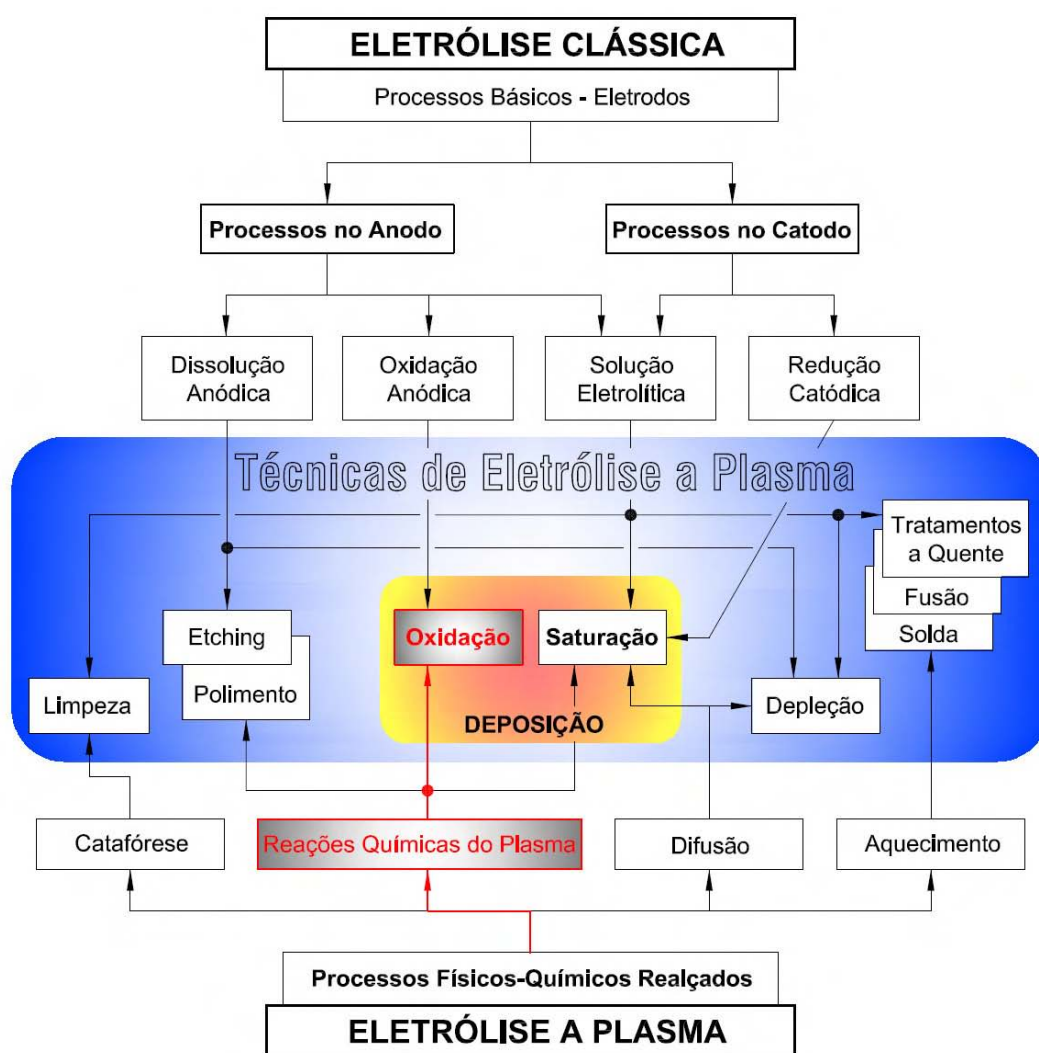 ELETRÓLISE CLÁSSICA
Processos Básicos - Eletrodos
Processos no Anodo
Processos no Catodo
Dissolução
Anódica
Oxidação
Anódica
Solução
Eletrolítica
Redução
Catódica
Técnicas de Eletrólise a Plasma
Tratamentos
a Quente
Fusão
Solda
Etching
Polimento
Oxidação
Saturação
Limpeza
DEPOSIÇÃO
Depleção
Catafórese
Reações Químicas do Plasma
Difusão
Aquecimento
Processos Físicos-Químicos Realçados
ELETRÓLISE A PLASMA